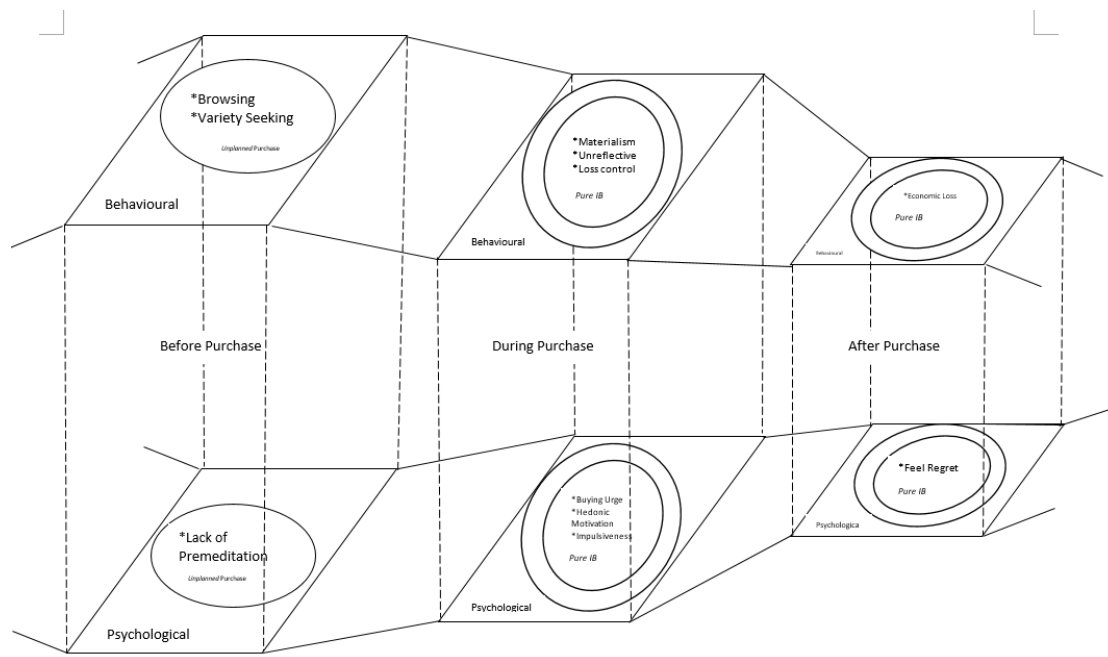 *Browsing
*Variety Seeking
Unplanned Purchase
Behavioural
*Materialism
*Unreflective
*Loss control
Pure IB
Behavioural
*Economic Loss
Pure IB
Behavioural
Before Purchase
During Purchase
After Purchase
*Lack of
Premeditation
Unplanned Purchase
Psychological
*Buying Urge
*Hedonic
Motivation
*Impulsiveness
Pure IB
Psychological
*Feel Regret
Pure IB
Psychologica